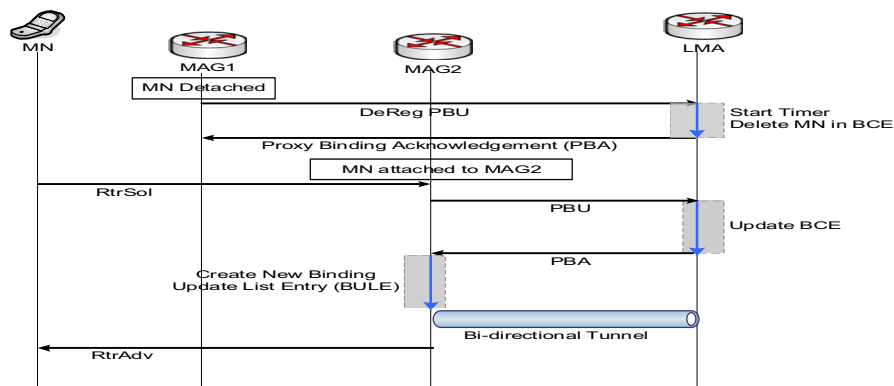 MN
MAG1
MAG2
LMA
MN Detached
DeReg PBU
Start Timer
Delete MN in BCE
Proxy Binding Acknowledgement (PBA)
MN attached to MAG2
RtrSol
PBU
Update BCE
PBA
Create New Binding
Update List Entry (BULE)
Bi-directional Tunnel
RtrAdv